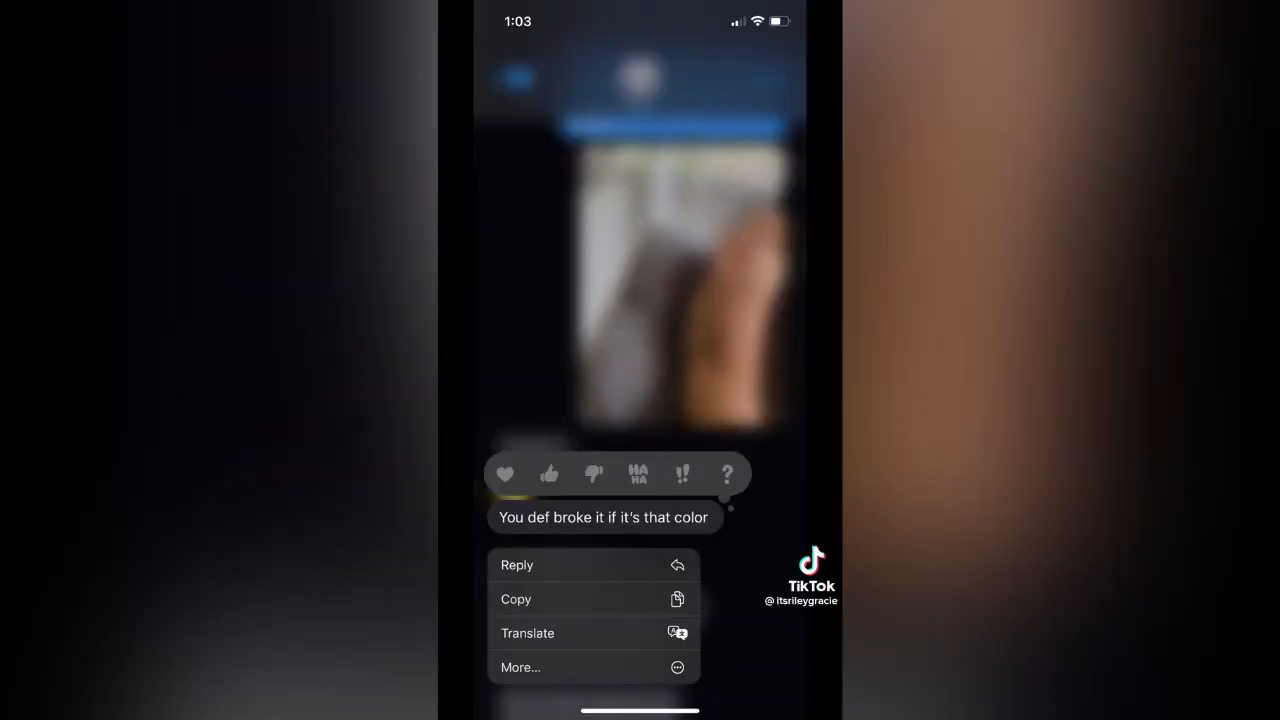 1:03
HA
HA
You def broke it if it's that color
Reply
Copy
Translate
More...
TikTok
@itsrileygracie